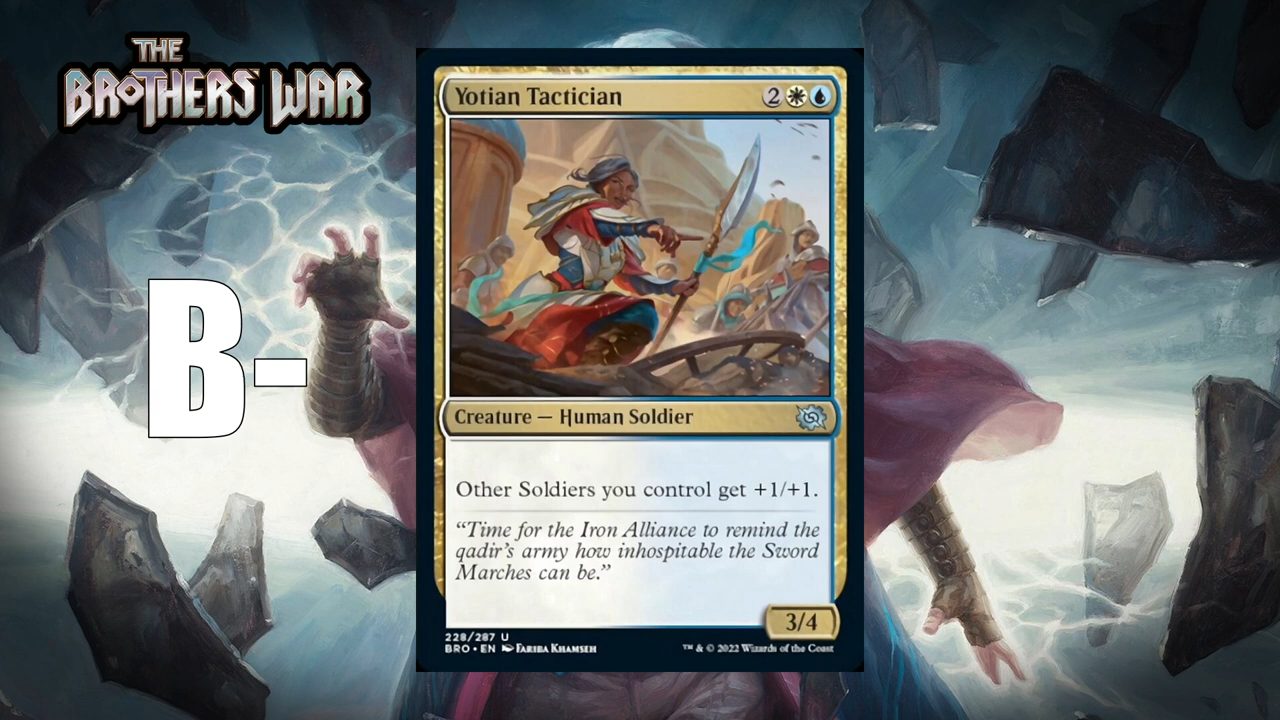 THE
BROTHERS' WAR
B-
Yotian Tactician 2
Creature — Human Soldier
Other Soldiers you control get +1/+1.
“Time for the Iron Alliance to remind the
qadir’s army how inhospitable the Sword
Marches can be.”
3/4
228/287 U
BRO • EN Fariba Khamseh
™ & © 2022 Wizards of the Coast